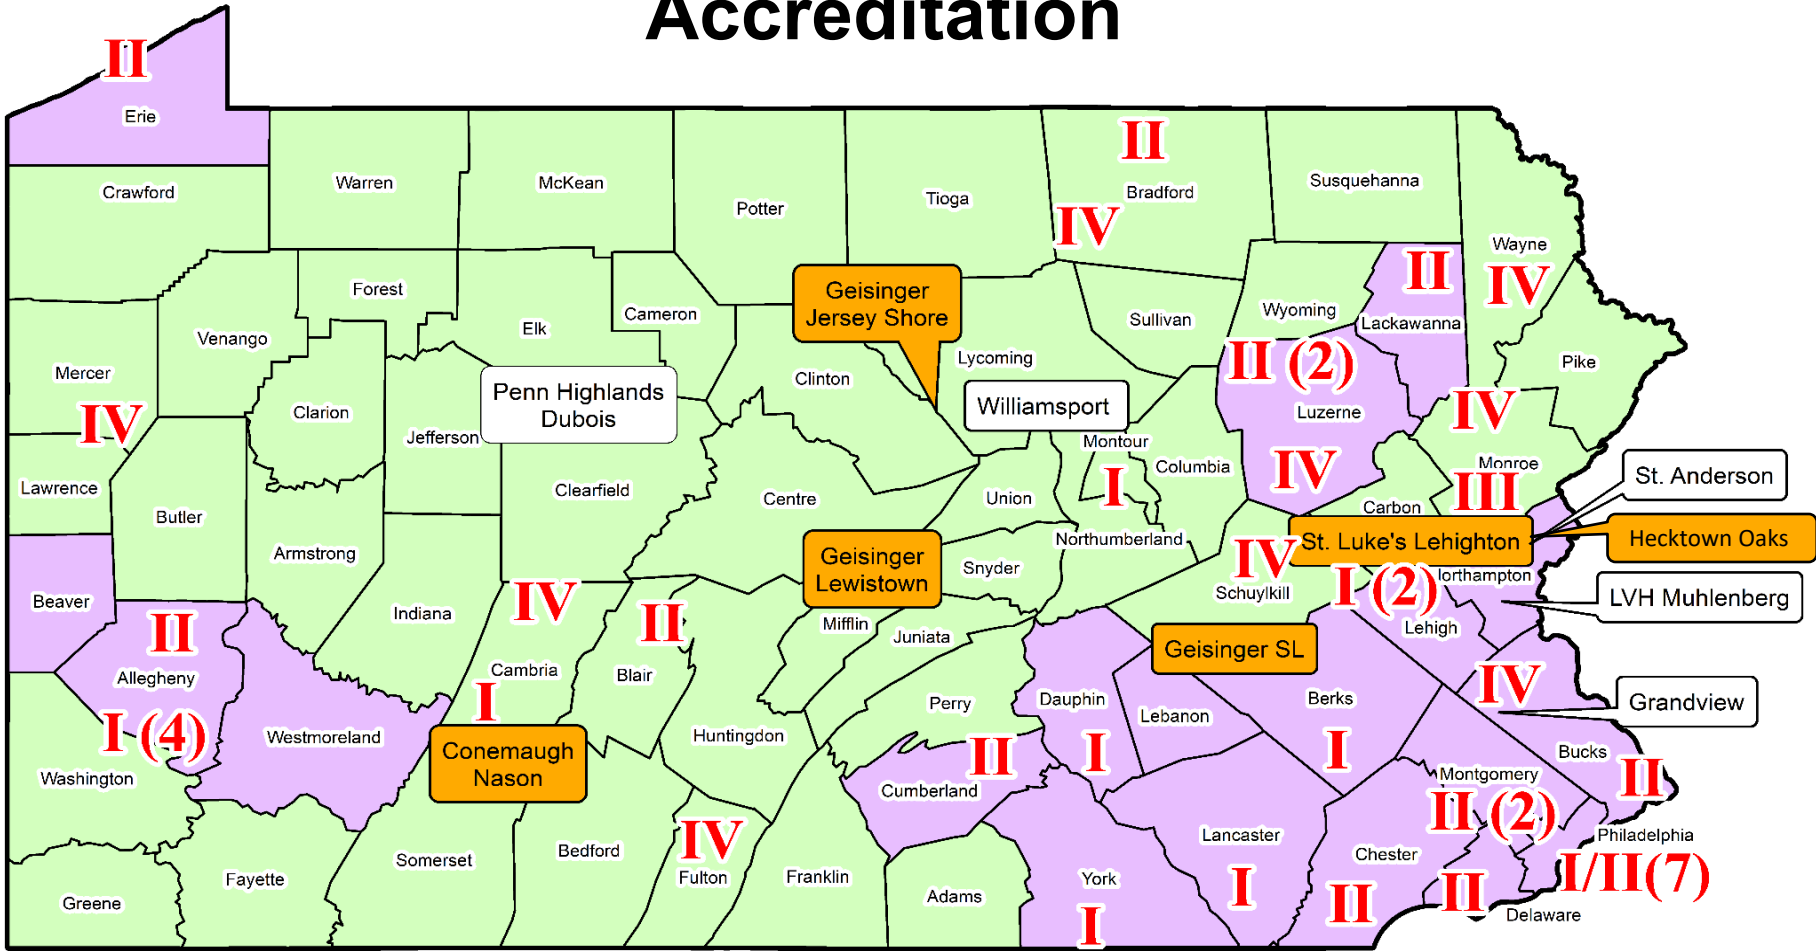 Accreditation
II
Erie
Crawford
Warren
McKean
Potter
Tioga
II
Bradford
IV
Susquehanna
Wayne
IV
Forest
Venango
Elk
Cameron
Geisinger
Jersey Shore
Lycoming
Sullivan
Wyoming
II
Lackawanna
Pike
Mercer
IV
Clarion
Jefferson
Penn Highlands
Dubois
Clinton
Williamsport
Montour
I
Columbia
II (2)
Luzerne
IV
IV
Monroe
III
St. Anderson
Lawrence
Butler
Armstrong
Clearfield
Centre
Union
Northumberland
Carbon
St. Luke's Lehighton
Hecktown Oaks
Beaver
Indiana
IV
Geisinger
Lewistown
Snyder
IV
Schuylkill
I (2)
orthampton
LVH Muhlenberg
II
Allegheny
I (4)
Cambria
I
II
Blair
Mifflin
Juniata
Geisinger SL
Lehigh
IV
Grandview
Westmoreland
Conemaugh
Nason
Huntingdon
Perry
Dauphin
I
Lebanon
Berks
I
Bucks
II
Washington
Cumberland
II
Montgomery
II (2)
Philadelphia
I/II(7)
Greene
Fayette
Somerset
Bedford
IV
Fulton
Franklin
Adams
York
I
Lancaster
I
Chester
II
II
Delaware